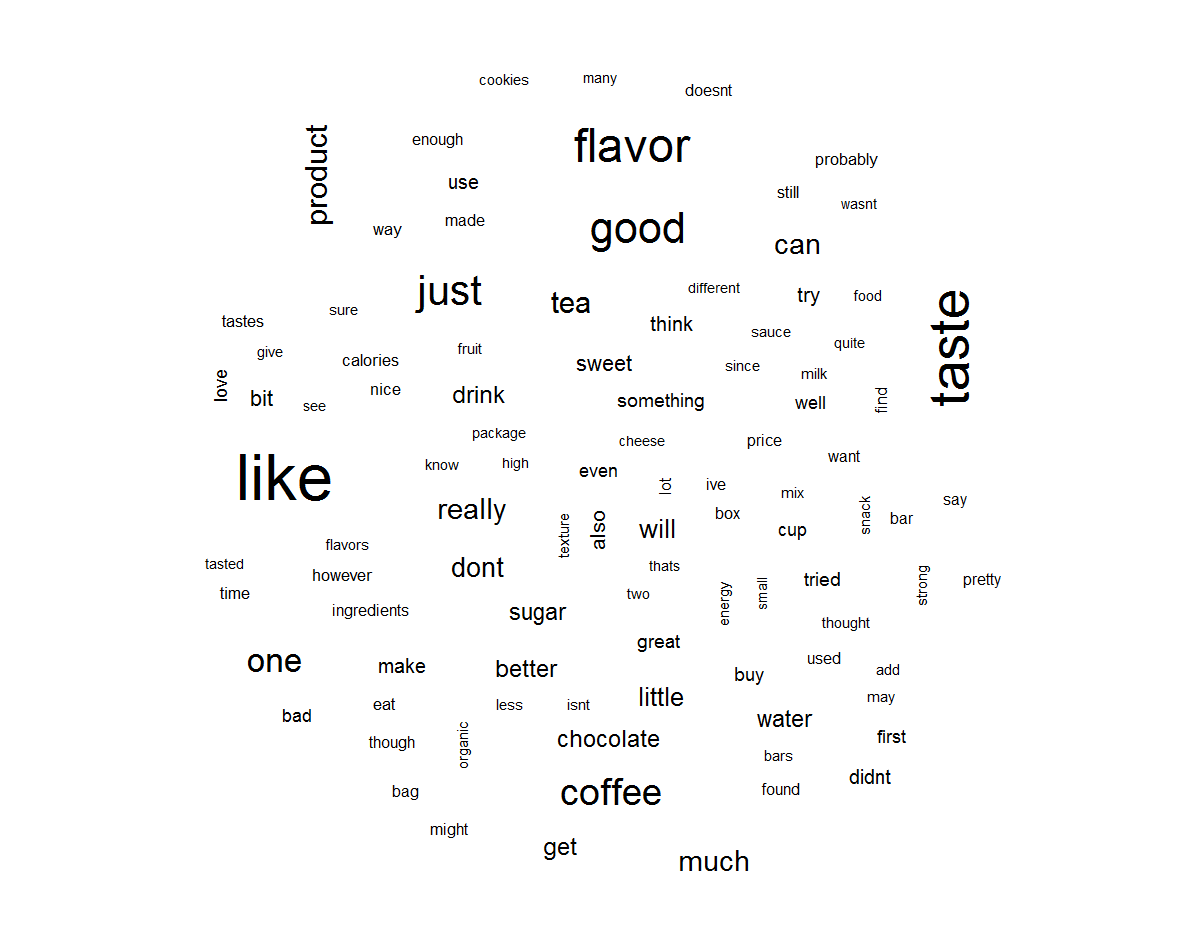 cookies
many
doesnt
product
enough
flavor
probably
use
still
wasnt
way
made
good
can
just
tea
different
try
food
taste
tastes
sure
think
sauce
quite
give
calories
fruit
sweet
since
milk
love
bit
see
nice
drink
something
well
find
package
cheese
price
want
like
know
high
even
lot
ive
mix
say
really
texture
also
will
box
cup
snack
bar
flavors
tasted
however
dont
thats
tried
strong
pretty
time
ingredients
sugar
two
energy
small
thought
one
make
better
great
buy
used
add
bad
eat
less
isnt
little
water
may
though
organic
chocolate
bars
first
bag
coffee
found
didnt
might
get
much